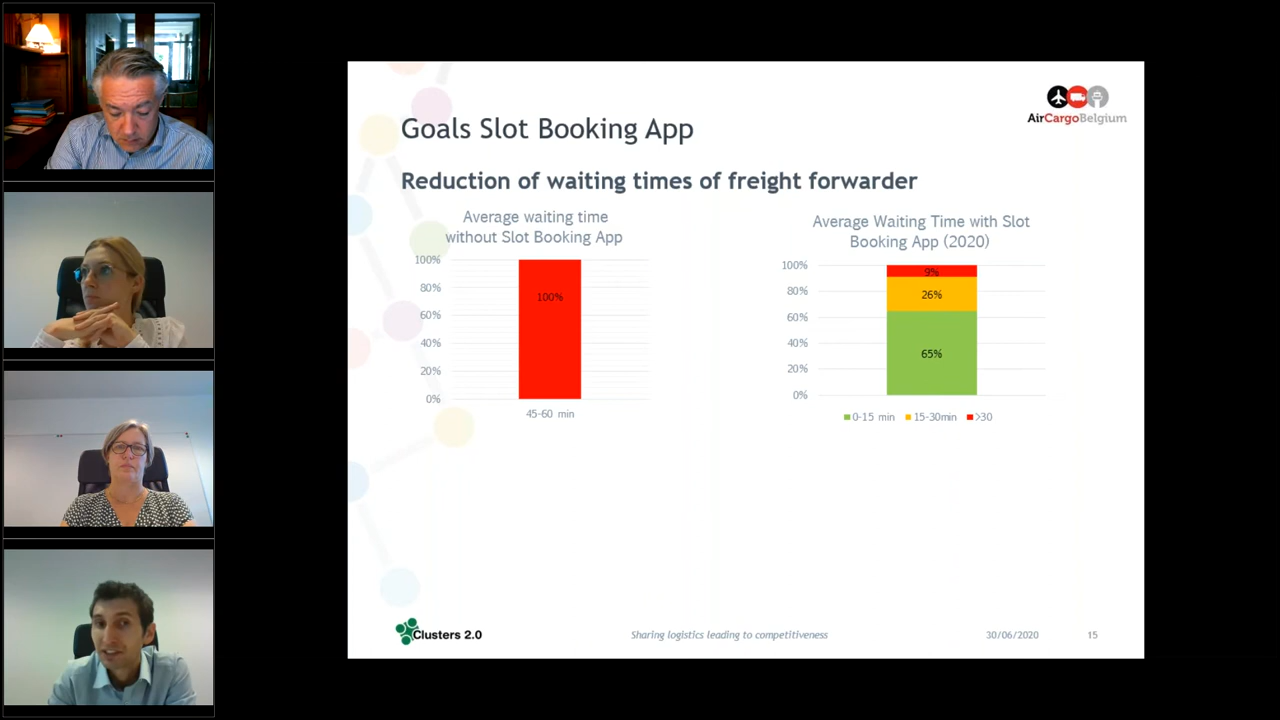 AirCargoBelgium
Goals Slot Booking App
Reduction of waiting times of freight forwarder
Average waiting time
without Slot Booking App
100%
80%
60%
40%
20%
0%
100%
45-60 min
Average Waiting Time with Slot
Booking App (2020)
100%
80%
60%
40%
20%
0%
9%
26%
65%
0-15 min 15-30min >30
Clusters 2.0
Sharing logistics leading to competitiveness
30/06/2020
15